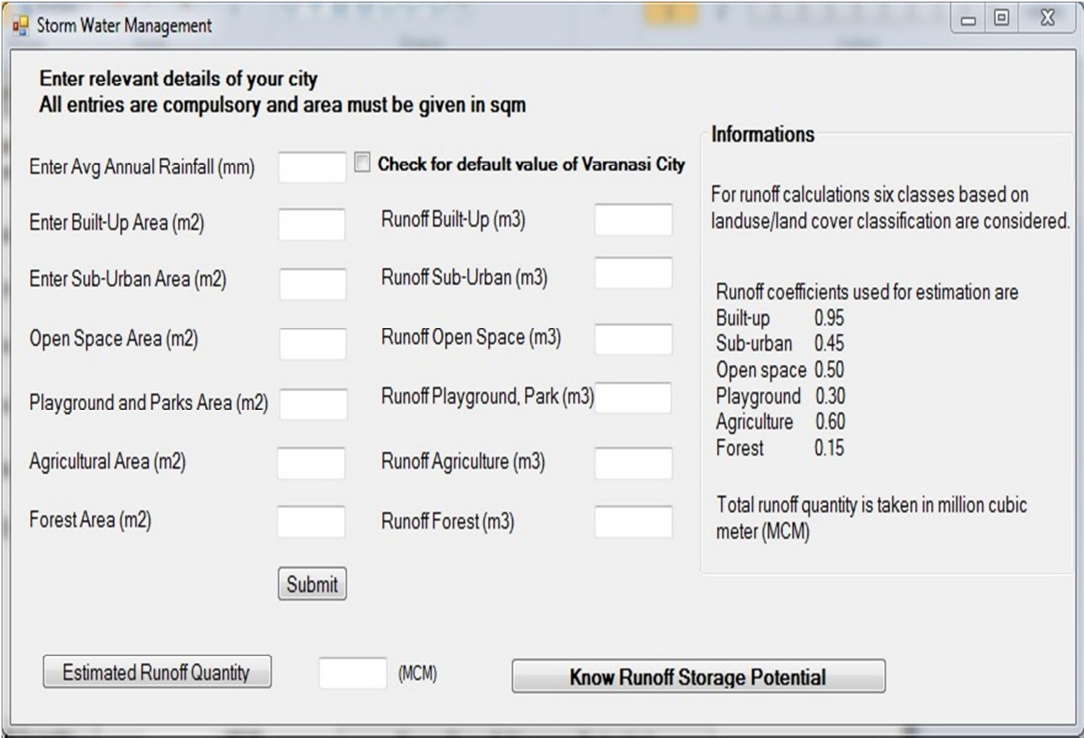 Storm Water Management
Enter relevant details of your city
All entries are compulsory and area must be given in sqm
Enter Avg Annual Rainfall (mm)
Check for default value of Varanasi City
Enter Built-Up Area (m2)
Runoff Built-Up (m3)
Enter Sub-Urban Area (m2)
Runoff Sub-Urban (m3)
Open Space Area (m2)
Runoff Open Space (m3)
Playground and Parks Area (m2)
Runoff Playground, Park (m3)
Agricultural Area (m2)
Runoff Agriculture (m3)
Forest Area (m2)
Runoff Forest (m3)
Submit
Estimated Runoff Quantity
(MCM)
Know Runoff Storage Potential
Informations
For runoff calculations six classes based on
landuse/land cover classification are considered.
Runoff coefficients used for estimation are
Built-up 0.95
Sub-urban 0.45
Open space 0.50
Playground 0.30
Agriculture 0.60
Forest 0.15
Total runoff quantity is taken in million cubic
meter (MCM)